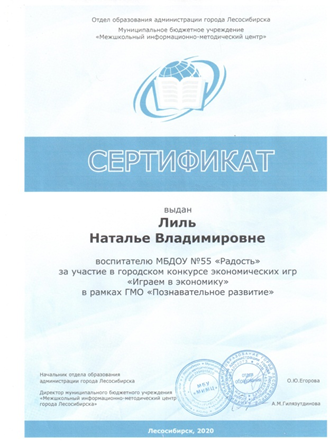 Отдел образования администрации города Лесосибирска
Муниципальное бюджетное учреждение
«Межшкольный информационно-методический центр»
СЕРТИФИКАТ
выдан
Лиль
Наталье Владимировне
воспитателю МБДОУ №55 «Радость»
за участие в городском конкурсе экономических игр
«Играем в экономику»
в рамках ГМО «Познавательное развитие»
Начальник отдела образования
администрации города Лесосибирска
О.Ю.Егорова
Директор муниципального бюджетного учреждения
«Межшкольный информационно-методический центр
города Лесосибирска»
А.М.Гилязутдинова
Лесосибирск, 2020